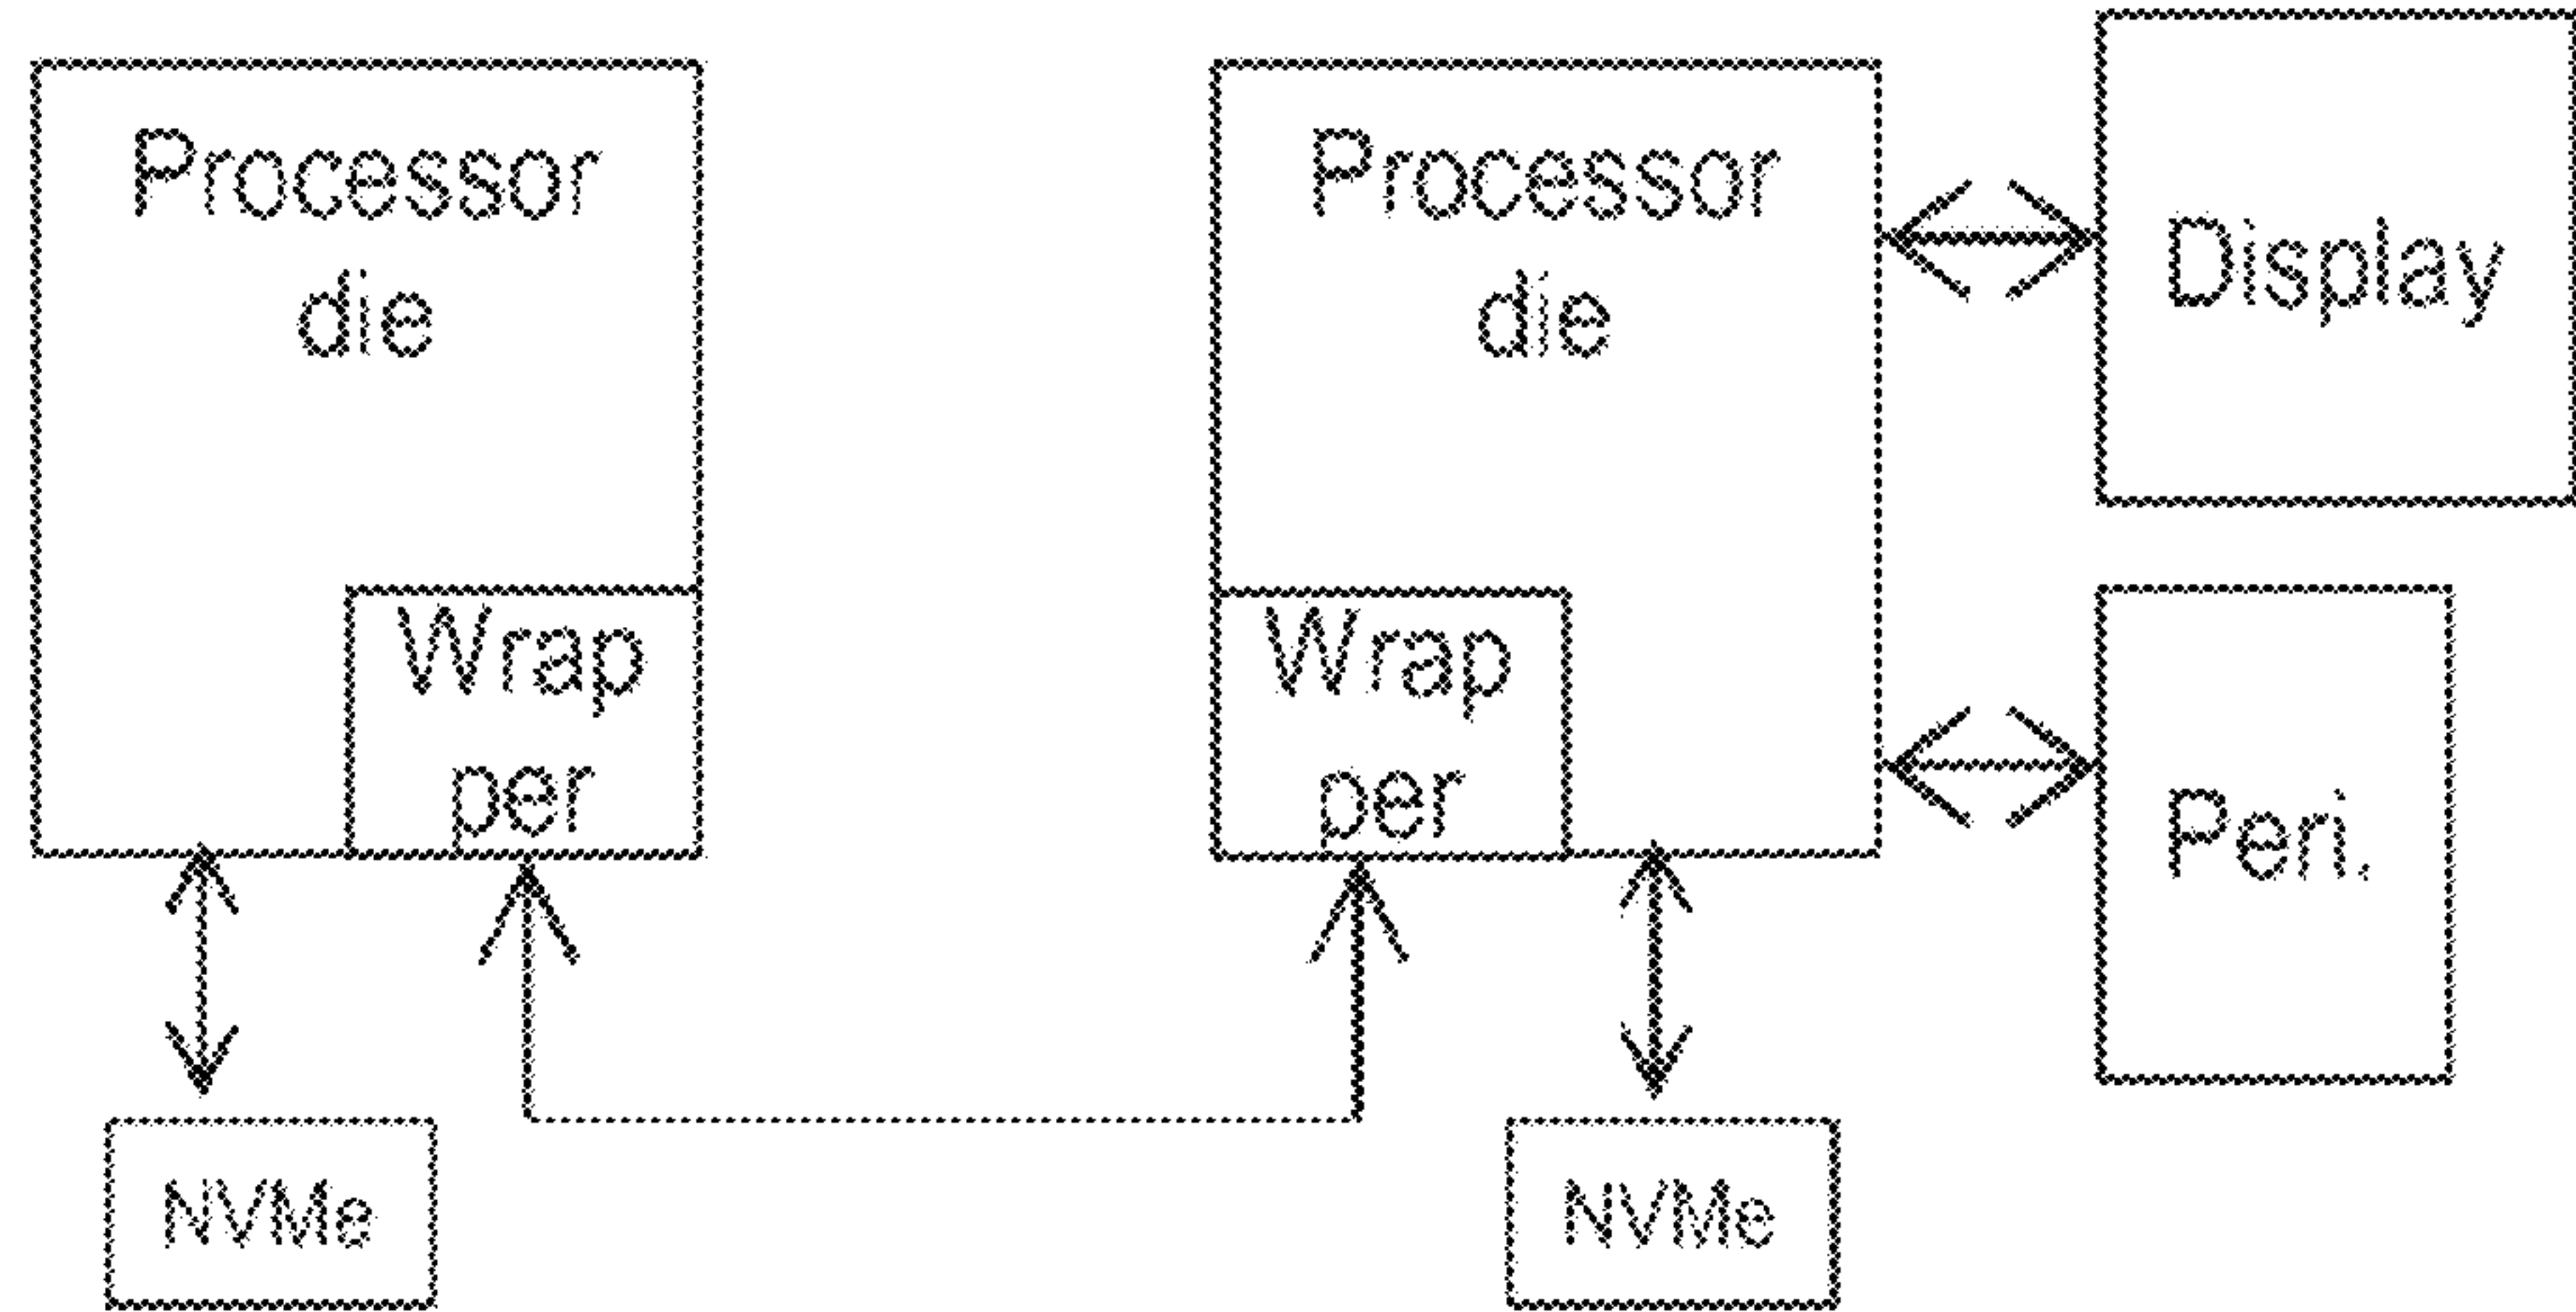 Processor
die
Wrap
per
NVMe
Processor
die
Wrap
per
NVMe
Display
Peri.